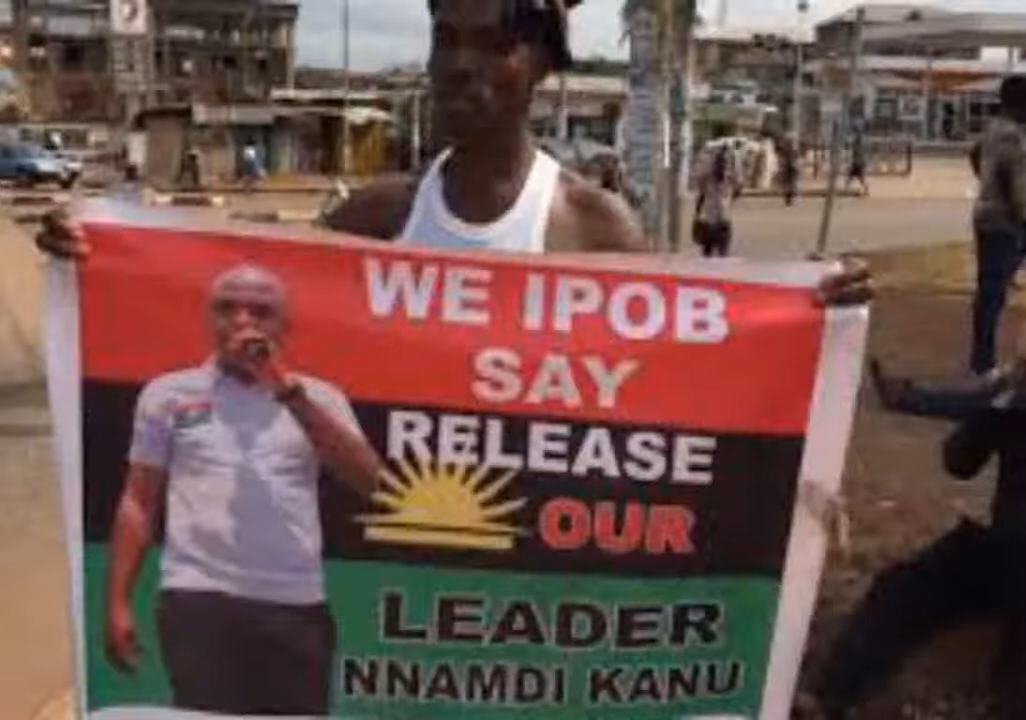 WE IPOB
SAY
RELEASE
OUR
LEADER
NNAMDI KANU